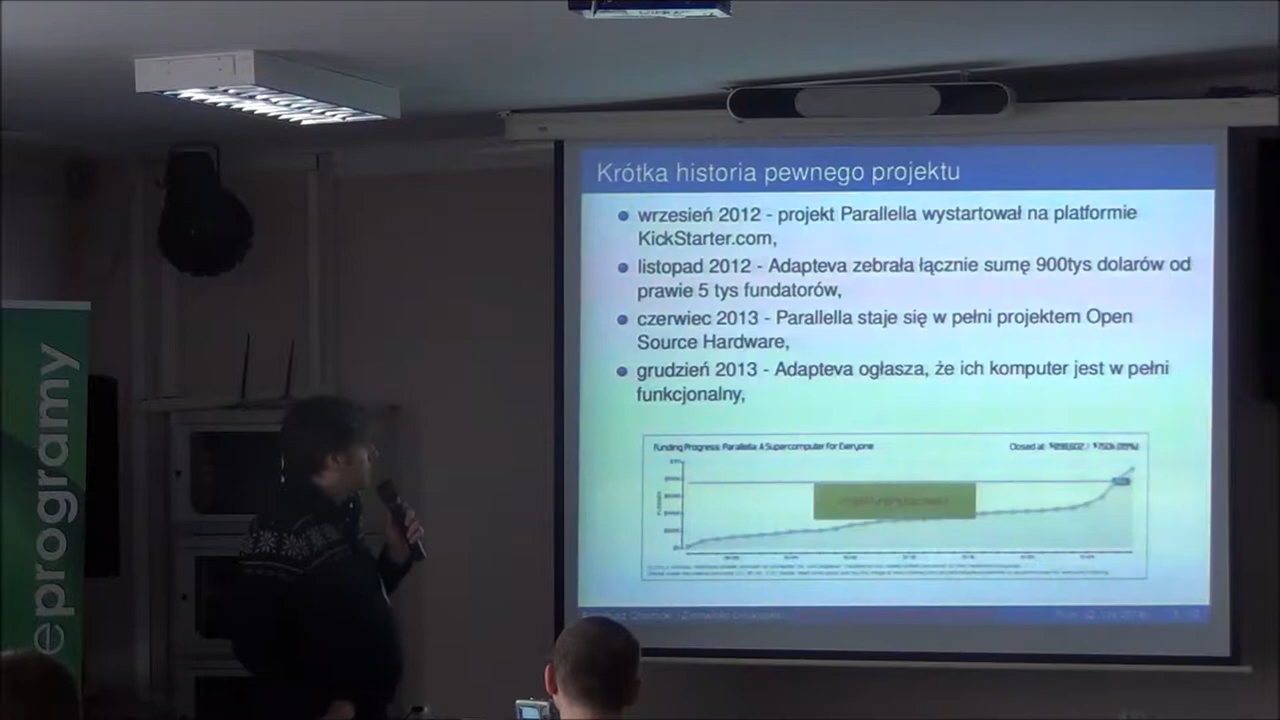 Krótka historia pewnego projektu
wrzesień 2012 - projekt Parallella wystartował na platformie
KickStarter.com,
listopad 2012 - Adapteva zebrała łącznie sumę 900tys dolarów od
prawie 5 tys fundatorów,
czerwiec 2013 - Parallella staje się w pełni projektem Open
Source Hardware,
grudzień 2013 - Adapteva ogłasza, że ich komputer jest w pełni
funkcjonalny,
Funding Progress: Parallella: A Supercomputer For Everyone
Closed at:
eprogramy